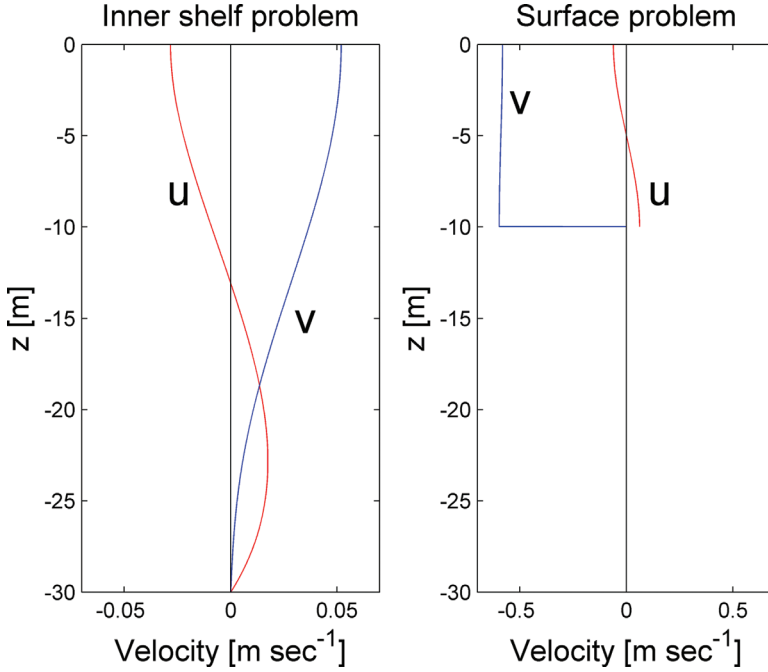 Inner shelf problem
0
-5
-10
-15
-20
-25
-30
z [m]
u
v
-0.05
0
0.05
Velocity [m sec⁻¹]
Surface problem
0
-5
-10
-15
-20
-25
-30
z [m]
v
u
-0.5
0
0.5
Velocity [m sec⁻¹]